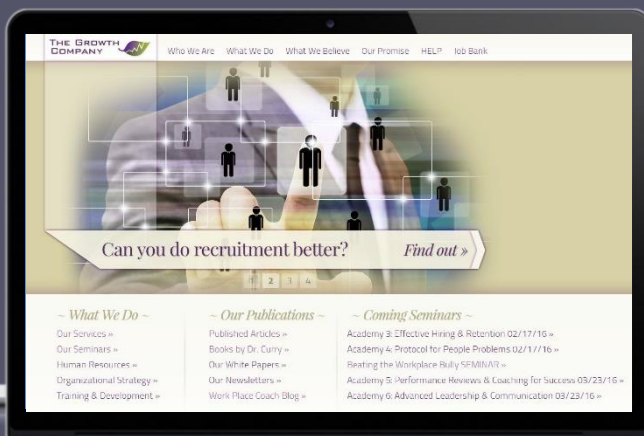 THE GROWTH
COMPANY
Who We Are What We Do What We Believe Our Promise HELP Job Bank
Can you do recruitment better? Find out »
1 2 3 4
~ What We Do ~
Our Services »
Our Seminars »
Human Resources »
Organizational Strategy »
Training & Development »
~ Our Publications ~
Published Articles »
Books by Dr. Curry »
Our White Papers »
Our Newsletters »
Work Place Coach Blog »
~ Coming Seminars ~
Academy 3: Effective Hiring & Retention 02/17/16 »
Academy 4: Protocol for People Problems 02/17/16 »
Beating the Workplace Bully SEMINAR »
Academy 5: Performance Reviews & Coaching for Success 03/23/16 »
Academy 6: Advanced Leadership & Communication 03/23/16 »